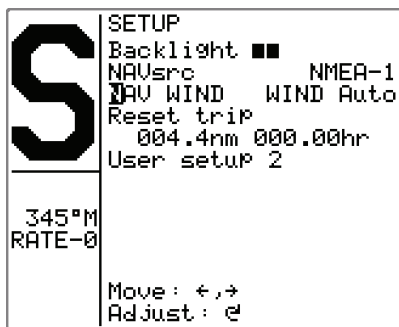 S
345°M
RATE-0
SETUP
Backlight ■■
NAVsrc NMEA-1
NAV WIND WIND Auto
Reset trip
004.4nm 000.00hr
User setup 2
Move: ←,→
Adjust: ↻